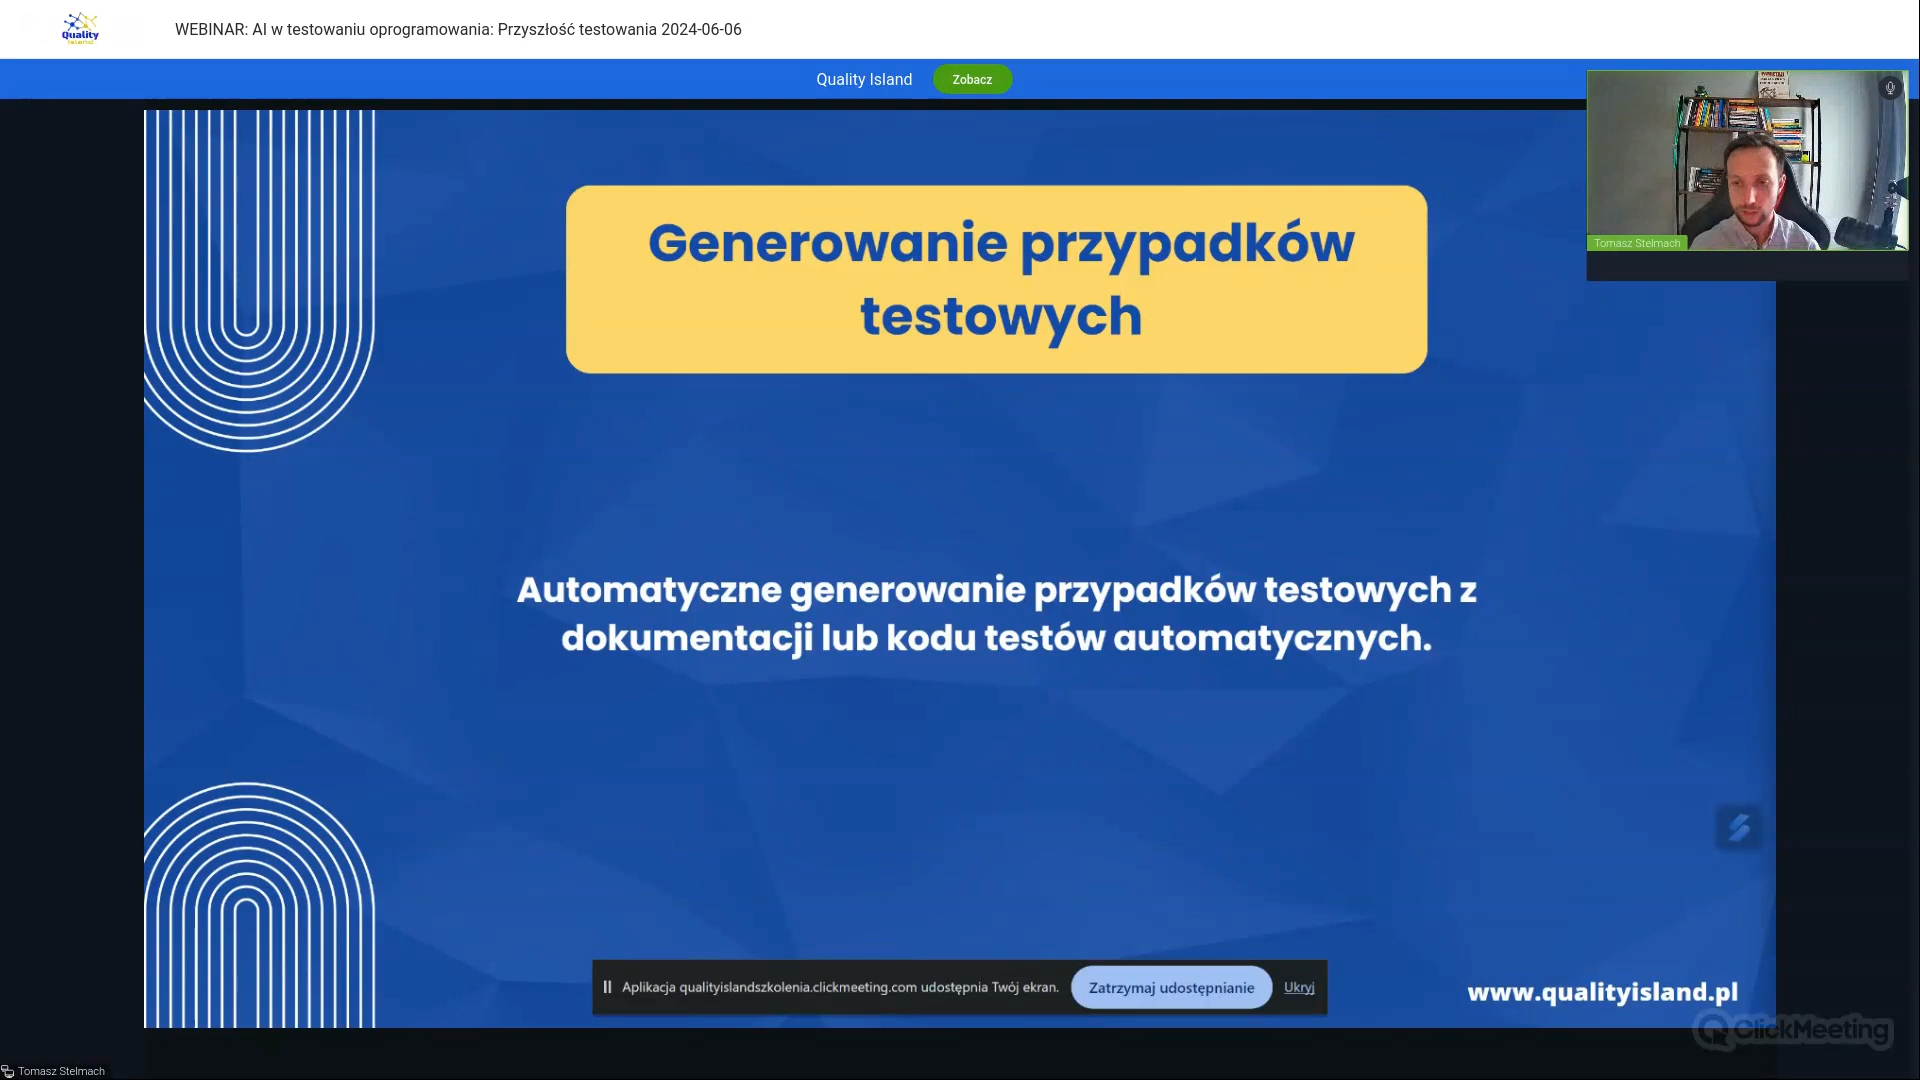 Quality
Island
WEBINAR: AI w testowaniu oprogramowania: Przyszłość testowania 2024-06-06
Quality Island
Zobacz
Tomasz Stelmach
Generowanie przypadków
testowych
Automatyczne generowanie przypadków testowych z
dokumentacji lub kodu testów automatycznych.
Aplikacja qualityislandszkolenia.clickmeeting.com udostępnia Twój ekran.
Zatrzymaj udostępnianie
Ukryj
www.qualityisland.pl
ClickMeeting
Tomasz Stelmach